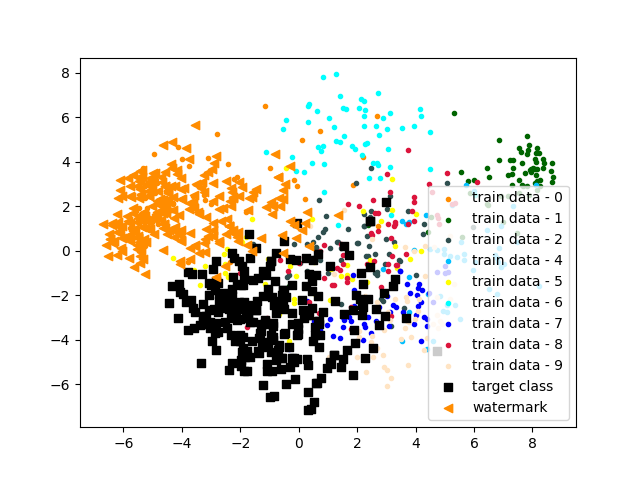 8
6
4
2
0
−2
−4
−6
−6 −4 −2 0 2 4 6 8
train data - 0
train data - 1
train data - 2
train data - 4
train data - 5
train data - 6
train data - 7
train data - 8
train data - 9
target class
watermark